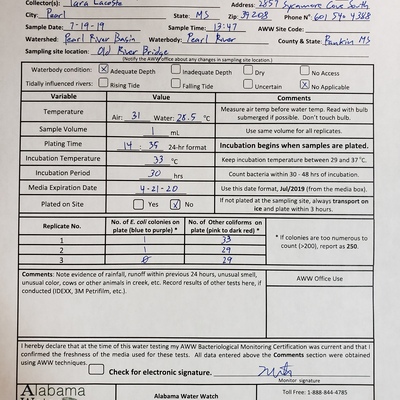 Collector(s): Tara Lacoste Address: 2857 Sycamore Cove South
City: Pearl State: MS Zip: 39208 Phone N° 601 540 4388
Sample Date: 7-19-19 Sample Time: 13:47 AWW Site Code:
Watershed: Pearl River Basin Waterbody: Pearl River County & State: Rankin MS
Sampling site location: Old River Bridge
(Notify the AWW office about any changes in sampling site location.)
Waterbody condition: X Adequate Depth Inadequate Depth Dry No Access
Tidally influenced rivers: Rising Tide Falling Tide Uncertain X No Applicable
Variable Value Comments
Temperature Air: 31 Water: 28.5 °C Measure air before water temp. Read with bulb submerged if possible. Don't touch bulb.
Sample Volume 1 mL Use same volume for all replicates.
Plating Time 14 : 35 24-hr format Incubation begins when samples are plated.
Incubation Temperature 33 °C Keep incubation temperature between 29 and 37 °C.
Incubation Period 30 hrs Count bacteria within 30 - 48 hrs of incubation.
Media Expiration Date 4-21-20 Use this date format, Jul/2019 (from the media box).
Plated on Site Yes X No If not plated at the sampling site, always transport on ice and plate within 3 hours.
Replicate No. No. of E. coli colonies on plate (blue to purple) * No. of Other coliforms on plate (pink to dark red) *
1 1 33
2 1 29
3 0 29
* If colonies are too numerous to count (>200), report as 250.
Comments: Note evidence of rainfall, runoff within previous 24 hours, unusual smell,
unusual color, cows or other animals in creek, etc. Record results of other tests here, if
conducted (IDEXX, 3M Petrifilm, etc.).
AWW Office Use
I hereby declare that at the time of this water testing my AWW Bacteriological Monitoring Certification was current and that I
confirmed the freshness of the media used for these tests. All data entered above the Comments section were obtained
using AWW techniques.
Check for electronic signature.
Monitor signature
Alabama
Water
Alabama Water Watch
Toll Free: 1-888-844-4785